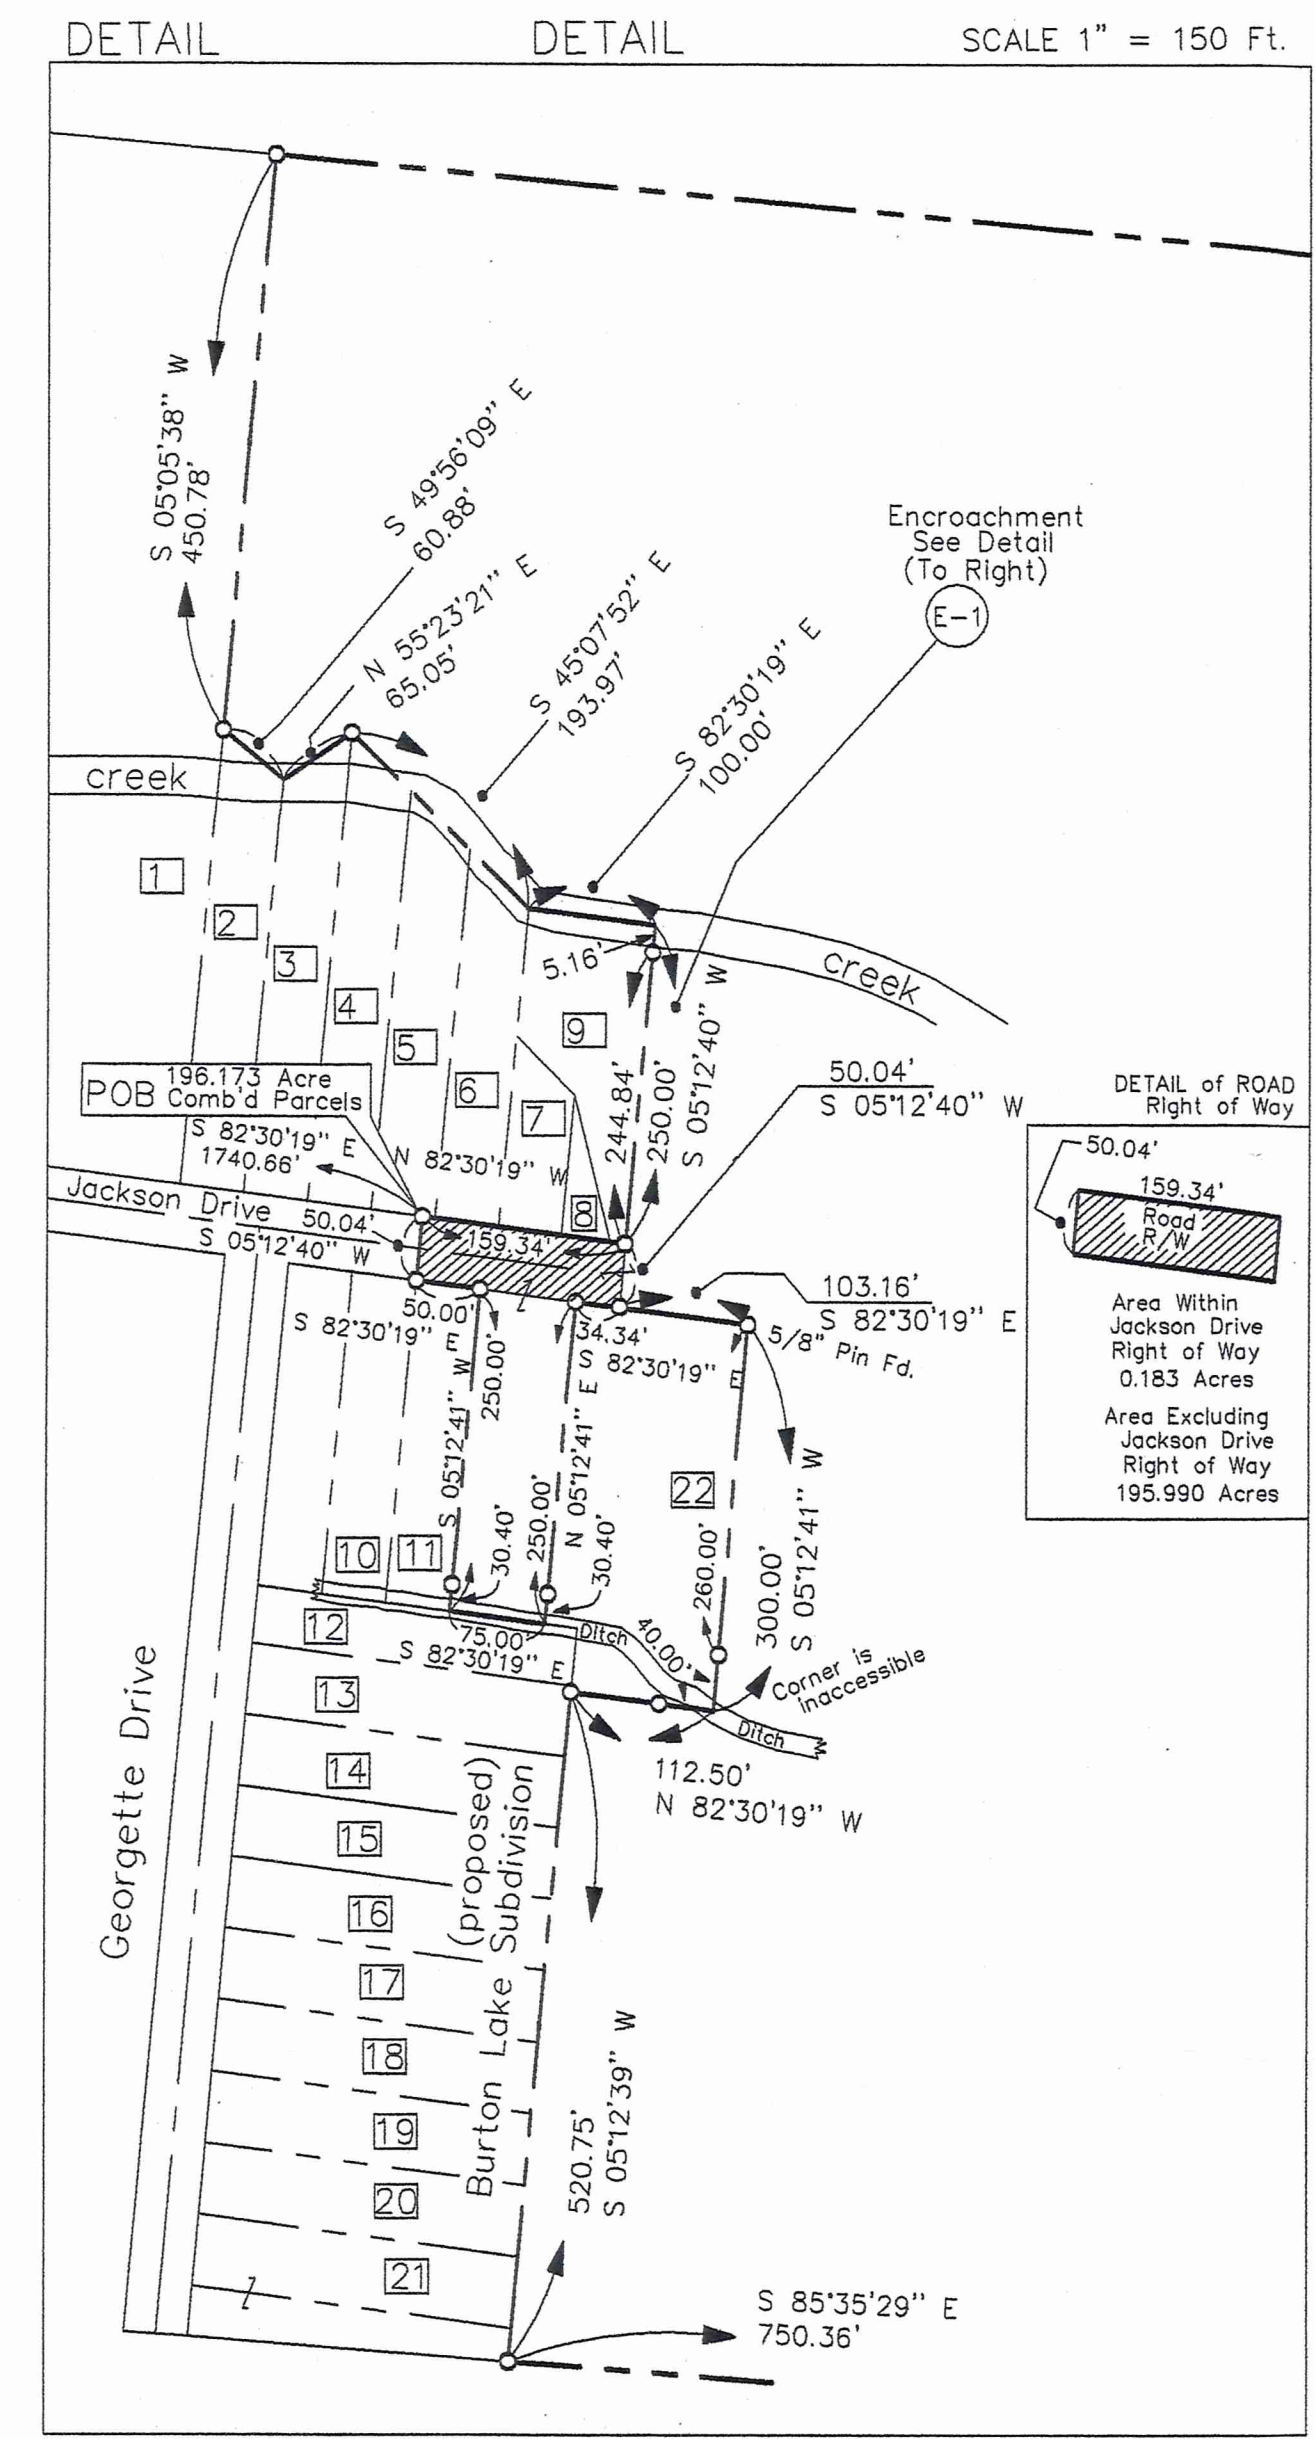 DETAIL
DETAIL
SCALE 1" = 150 Ft.
S 05°05'38" W
450.78'
S 49°56'09" E
60.88'
N 55°23'21" E
65.05'
S 45°07'52" E
193.97'
S 82°30'19" E
100.00'
Encroachment
See Detail
(To Right)
E-1
creek
creek
1
2
3
4
5
6
7
8
9
5.16'
244.84'
250.00'
S 05°12'40" W
50.04'
S 05°12'40" W
POB
196.173 Acre
Comb'd Parcels
S 82°30'19" E
1740.66'
N 82°30'19" W
Jackson Drive
50.04'
S 05°12'40" W
159.34'
50.00'
S 82°30'19" E
34.34'
S 82°30'19" E
103.16'
S 82°30'19" E
5/8" Pin Fd.
DETAIL of ROAD
Right of Way
50.04'
159.34'
Road
R/W
Area Within
Jackson Drive
Right of Way
0.183 Acres
Area Excluding
Jackson Drive
Right of Way
195.990 Acres
S 05°12'41" W
250.00'
N 05°12'41" E
250.00'
30.40'
30.40'
22
260.00'
300.00'
S 05°12'41" W
40.00'
Corner is
inaccessible
10
11
12
75.00'
S 82°30'19" E
Ditch
Ditch
112.50'
N 82°30'19" W
13
14
15
16
17
18
19
20
21
Georgette Drive
(proposed)
Burton Lake Subdivision
520.75'
S 05°12'39" W
S 85°35'29" E
750.36'